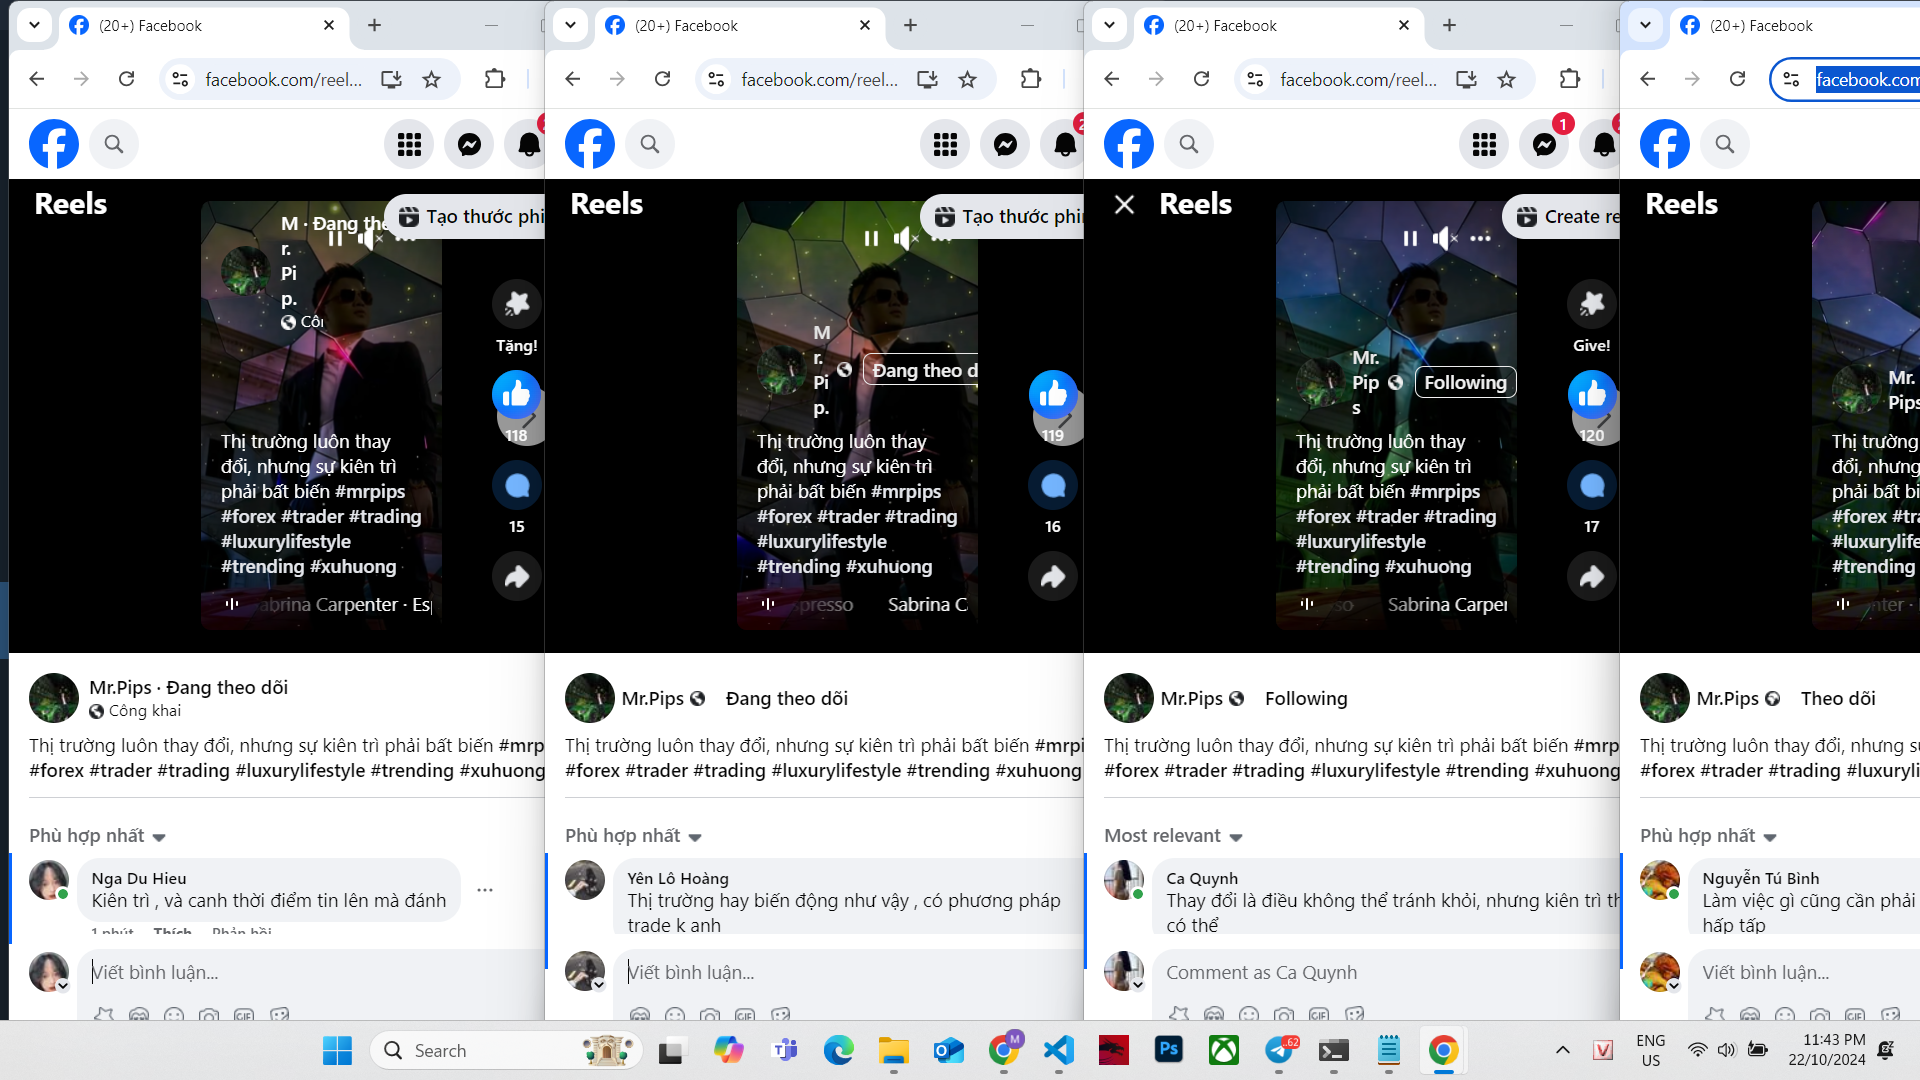 (20+) Facebook
facebook.com/reel...
Reels
Tạo thước phi
M · Đang the
r.
Pi
p.
Côı
Tặng!
118
Thị trường luôn thay
đổi, nhưng sự kiên trì
phải bất biến #mrpips
#forex #trader #trading
#luxurylifestyle
#trending #xuhuong
15
abrina Carpenter · Es
Mr.Pips · Đang theo dõi
Công khai
Thị trường luôn thay đổi, nhưng sự kiên trì phải bất biến #mrp
#forex #trader #trading #luxurylifestyle #trending #xuhuong
Phù hợp nhất
Nga Du Hieu
Kiên trì , và canh thời điểm tin lên mà đánh
1 phút Thích Phản hồi
Viết bình luận...
(20+) Facebook
facebook.com/reel...
2
Reels
Tạo thước phi
M
r.
Pi
p.
Đang theo d
119
Thị trường luôn thay
đổi, nhưng sự kiên trì
phải bất biến #mrpips
#forex #trader #trading
#luxurylifestyle
#trending #xuhuong
16
presso Sabrina C
Mr.Pips Đang theo dõi
Thị trường luôn thay đổi, nhưng sự kiên trì phải bất biến #mrpi
#forex #trader #trading #luxurylifestyle #trending #xuhuong
Phù hợp nhất
Yên Lô Hoàng
Thị trường hay biến động như vậy , có phương pháp
trade k anh
Viết bình luận...
(20+) Facebook
facebook.com/reel...
1
Reels
Create re
Mr.
Pip
s
Following
Give!
120
Thị trường luôn thay
đổi, nhưng sự kiên trì
phải bất biến #mrpips
#forex #trader #trading
#luxurylifestyle
#trending #xuhuong
17
sso Sabrina Carper
Mr.Pips Following
Thị trường luôn thay đổi, nhưng sự kiên trì phải bất biến #mrp
#forex #trader #trading #luxurylifestyle #trending #xuhuong
Most relevant
Ca Quynh
Thay đổi là điều không thể tránh khỏi, nhưng kiên trì th
có thể
Comment as Ca Quynh
(20+) Facebook
facebook.com
Reels
Mr.
Pips
Thị trường
đổi, nhưng
phải bất bi
#forex #tra
#luxurylife
#trending
nter ·
Mr.Pips Theo dõi
Thị trường luôn thay đổi, nhưng sı
#forex #trader #trading #luxuryli
Phù hợp nhất
Nguyễn Tú Bình
Làm việc gì cũng cần phải
hấp tấp
Viết bình luận...
Search
M
Ps
.62
V
ENG
US
11:43 PM
22/10/2024